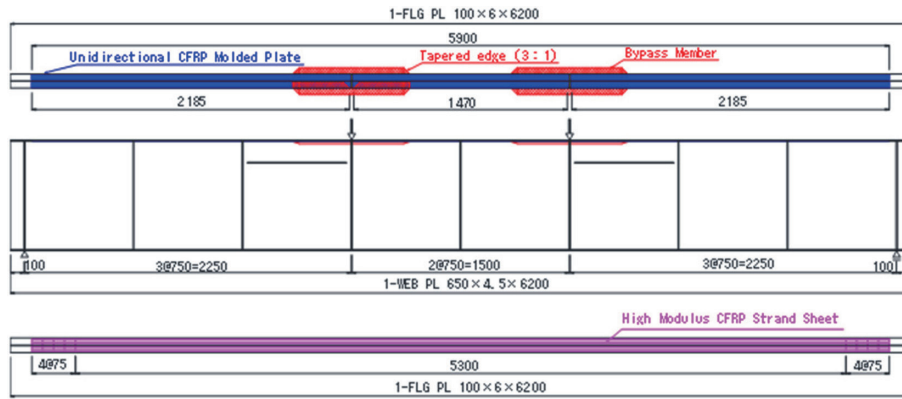 1-FLG PL 100×6×6200
5900
Unidirectional CFRP Molded Plate
Tapered edge (3:1)
Bypass Member
2185
1470
2185
100
3@750=2250
2@750=1500
3@750=2250
100
1-WEB PL 650×4.5×6200
High Modulus CFRP Strand Sheet
4@75
5300
4@75
1-FLG PL 100×6×6200